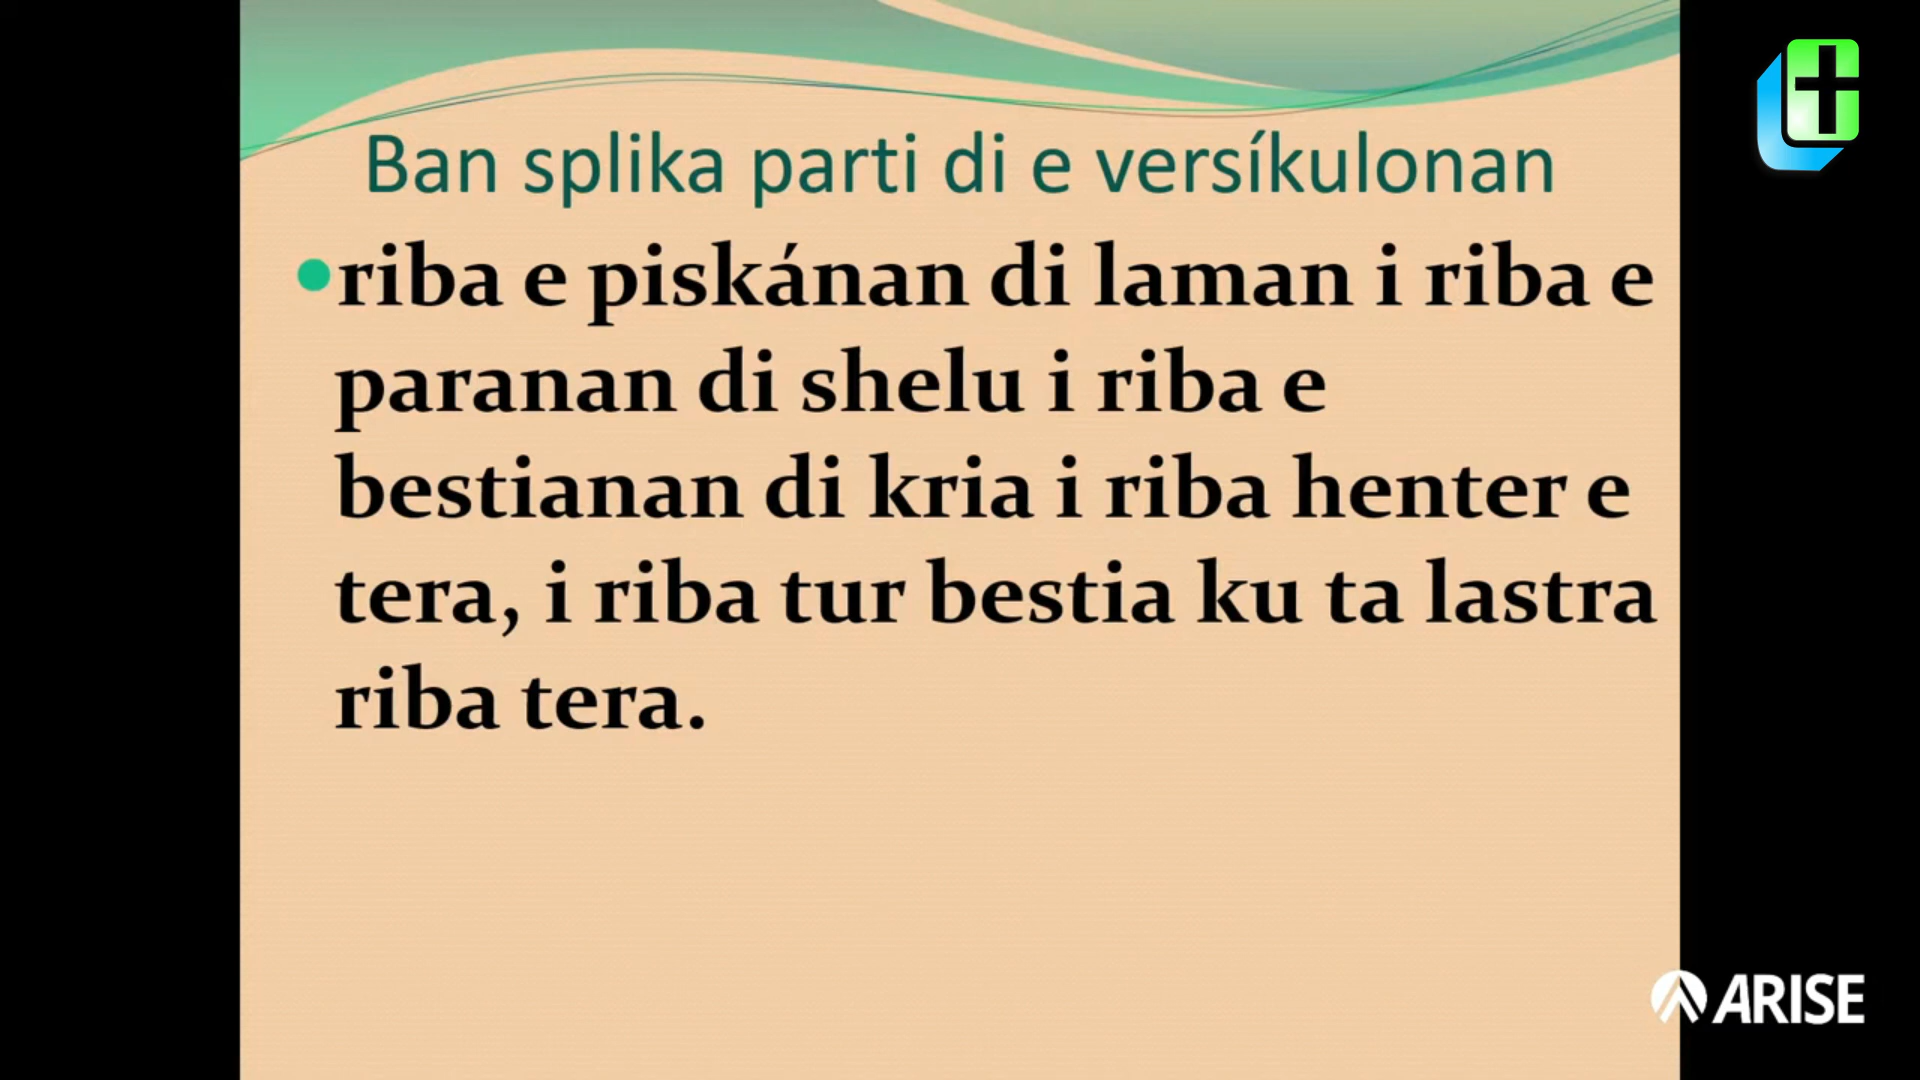 Ban splika parti di e versíkulonan
•riba e piskánan di laman i riba e
paranan di shelu i riba e
bestianan di kria i riba henter e
tera, i riba tur bestia ku ta lastra
riba tera.
ARISE